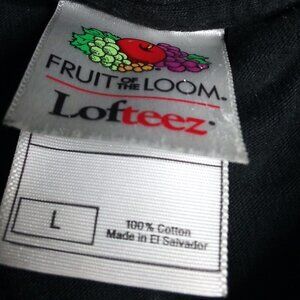 FRUIT OF THE LOOM.
Lofteez.
L
100% Cotton
Made in El Salvador